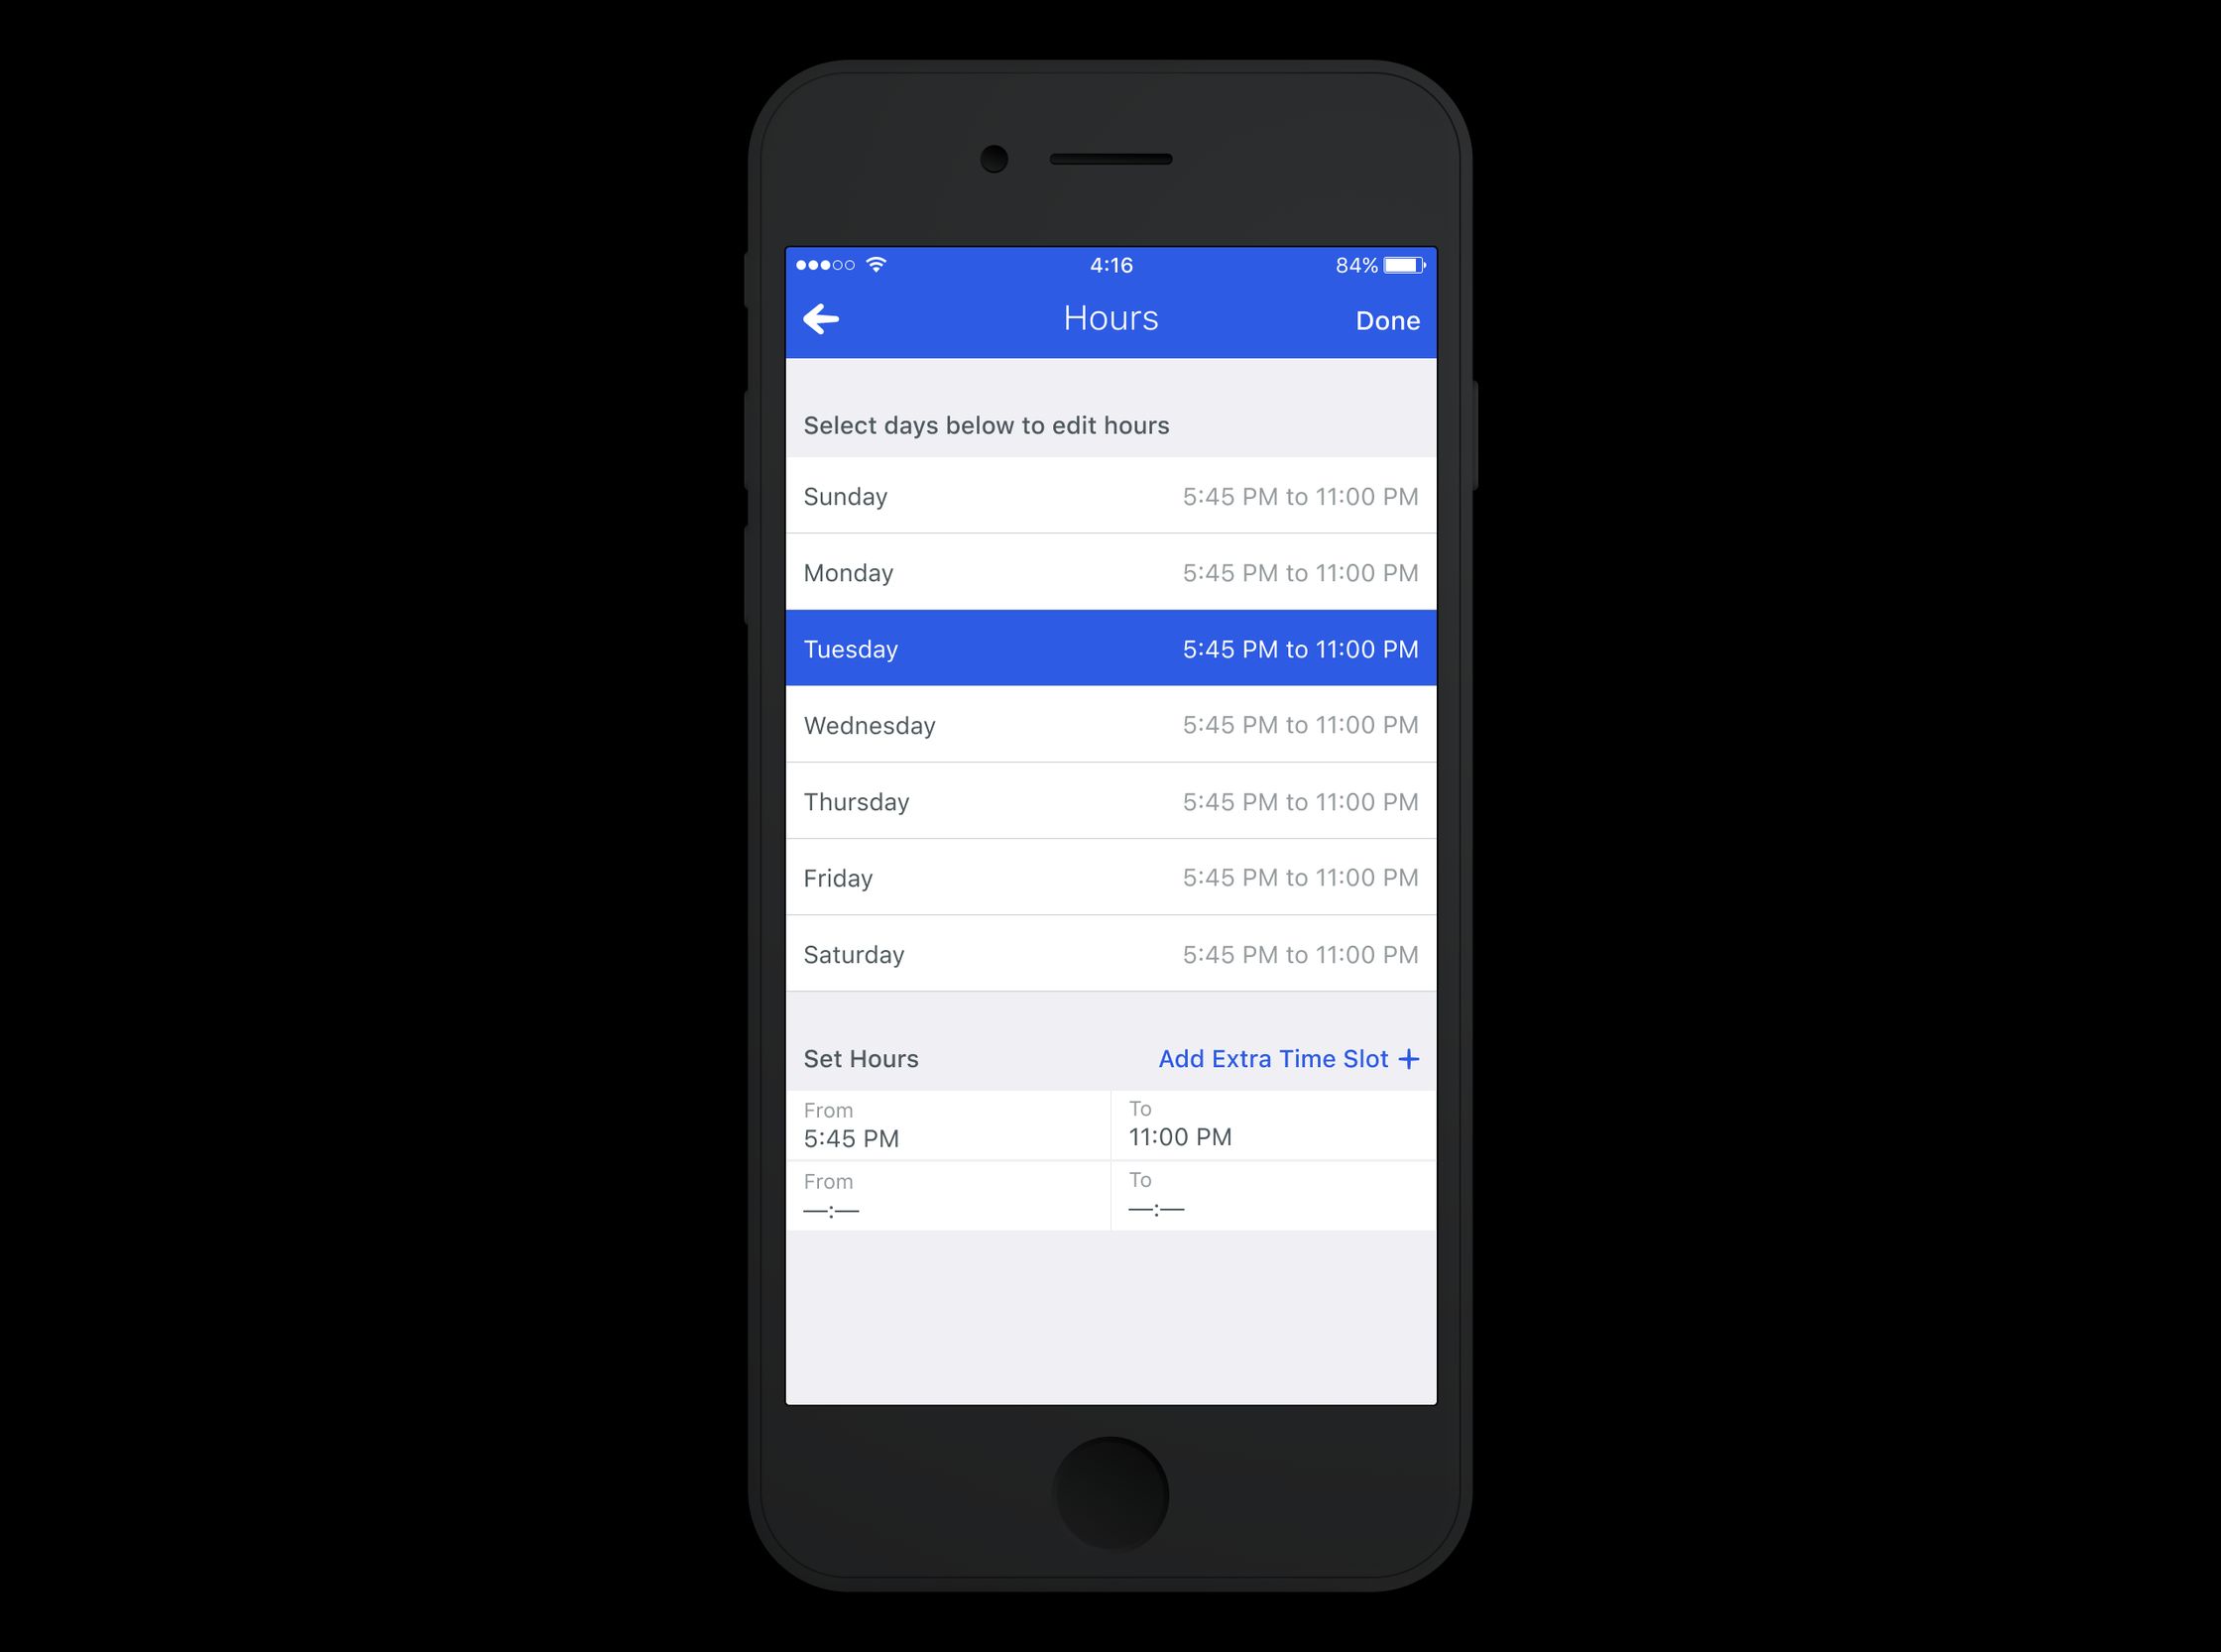 4:16 84%
Hours Done
Select days below to edit hours
Sunday 5:45 PM to 11:00 PM
Monday 5:45 PM to 11:00 PM
Tuesday 5:45 PM to 11:00 PM
Wednesday 5:45 PM to 11:00 PM
Thursday 5:45 PM to 11:00 PM
Friday 5:45 PM to 11:00 PM
Saturday 5:45 PM to 11:00 PM
Set Hours Add Extra Time Slot +
From To
5:45 PM 11:00 PM
From To
—:— —:—